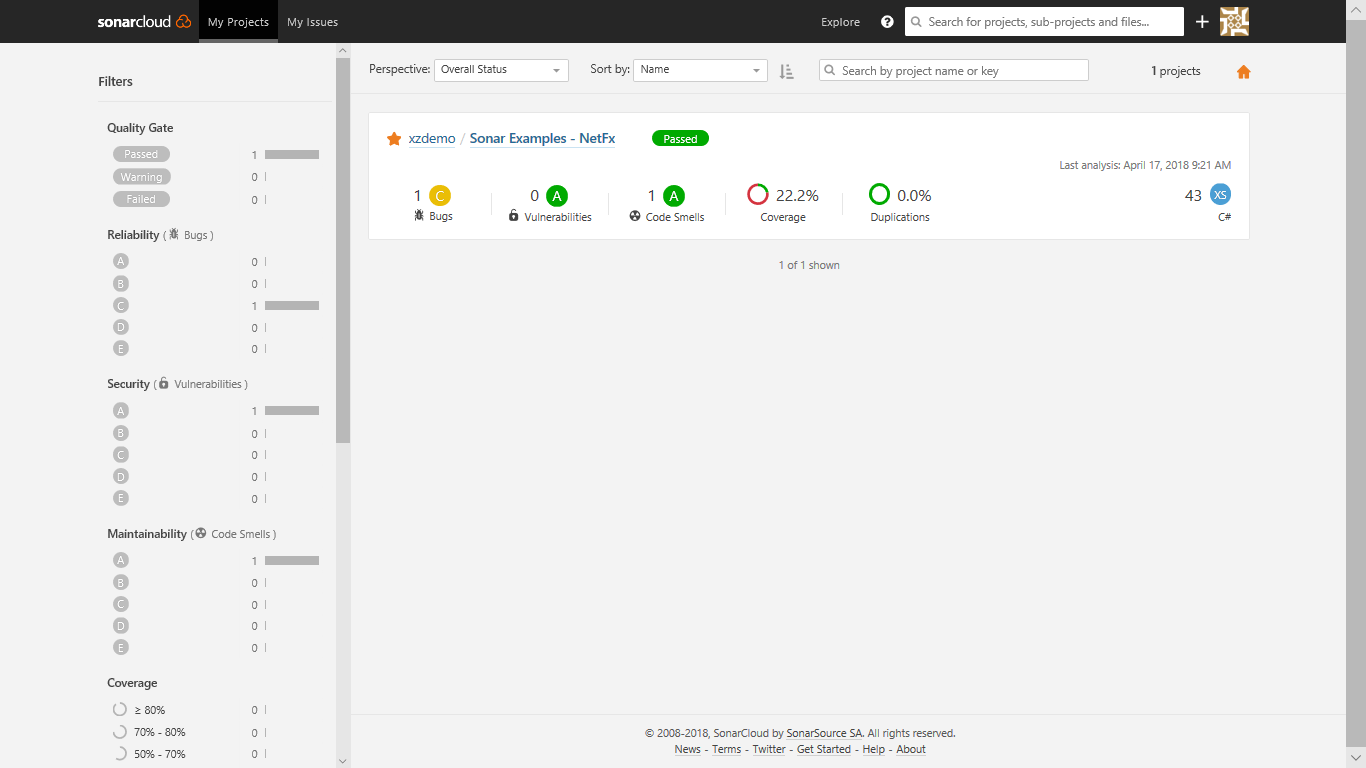 sonarcloud My Projects My Issues Explore ? Search for projects, sub-projects and files... +
Filters
Quality Gate
Passed 1
Warning 0
Failed 0
Reliability ( Bugs )
A 0
B 0
C 1
D 0
E 0
Security ( Vulnerabilities )
A 1
B 0
C 0
D 0
E 0
Maintainability ( Code Smells )
A 1
B 0
C 0
D 0
E 0
Coverage
≥ 80% 0
70% - 80% 0
50% - 70% 0
Perspective: Overall Status Sort by: Name Search by project name or key 1 projects
xzdemo / Sonar Examples - NetFx Passed
Last analysis: April 17, 2018 9:21 AM
1 C 0 A 1 A 22.2% 0.0% 43 XS
Bugs Vulnerabilities Code Smells Coverage Duplications C#
1 of 1 shown
© 2008-2018, SonarCloud by SonarSource SA. All rights reserved.
News - Terms - Twitter - Get Started - Help - About